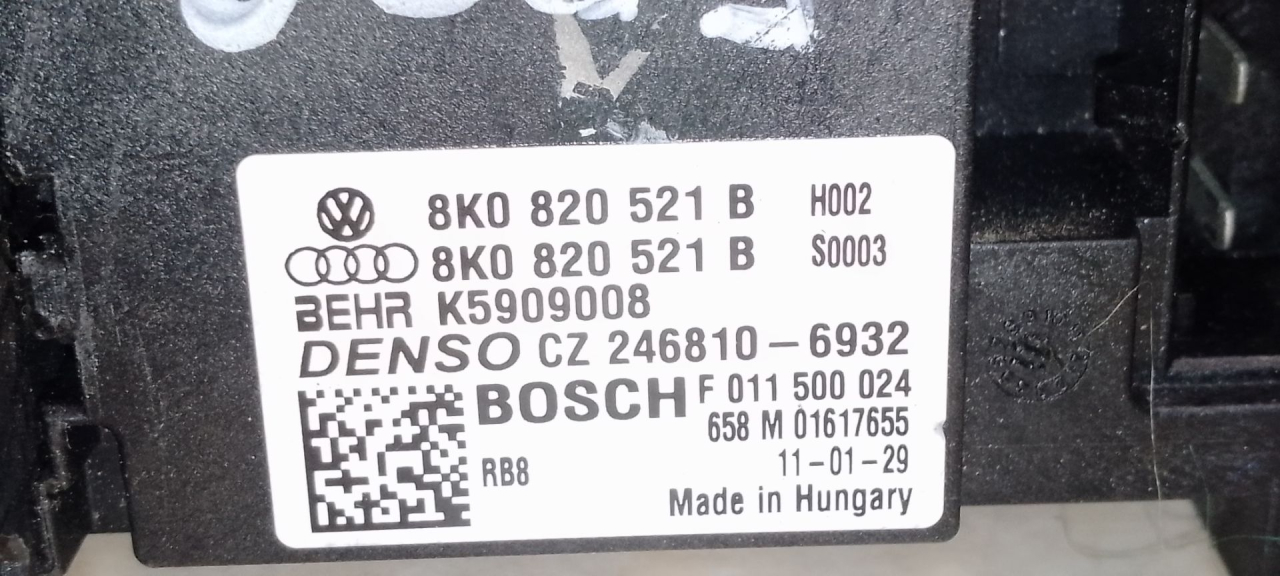 8K0 820 521 B H002
8K0 820 521 B S0003
BEHR K5909008
DENSO CZ 246810-6932
BOSCH F 011 500 024
658 M 01617655
RB8 11-01-29
Made in Hungary